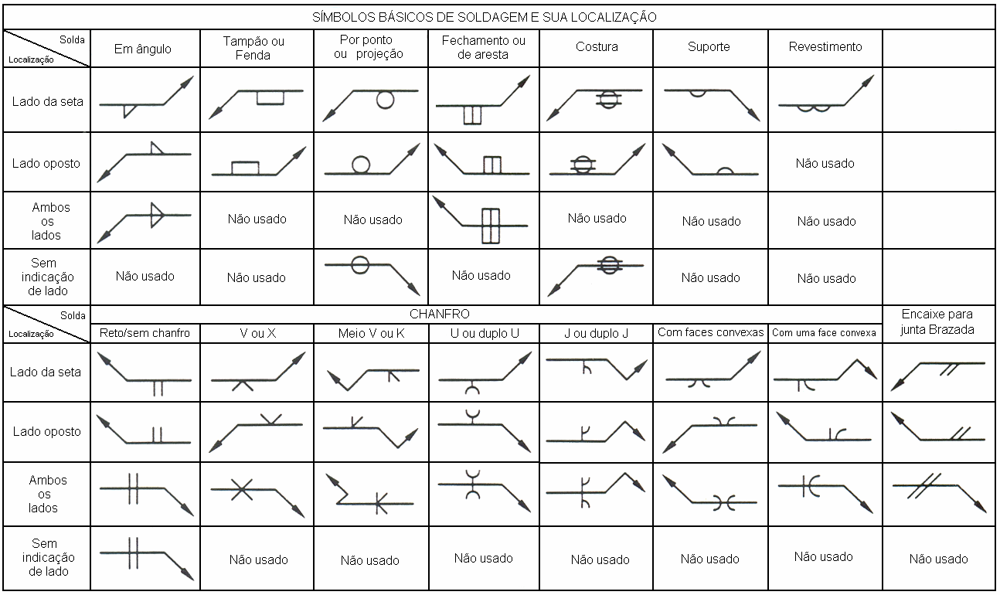 SÍMBOLOS BÁSICOS DE SOLDAGEM E SUA LOCALIZAÇÃO
Solda
Localização
Em ângulo
Tampão ou
Fenda
Por ponto
ou projeção
Fechamento ou
de aresta
Costura
Suporte
Revestimento
Lado da seta
Lado oposto
Não usado
Ambos
os
lados
Não usado
Não usado
Não usado
Não usado
Não usado
Sem
indicação
de lado
Não usado
Não usado
Não usado
Não usado
Não usado
Solda
Localização
CHANFRO
Encaixe para
junta Brazada
Reto/sem chanfro
V ou X
Meio V ou K
U ou duplo U
J ou duplo J
Com faces convexas
Com uma face convexa
Lado da seta
Lado oposto
Ambos
os
lados
Sem
indicação
de lado
Não usado
Não usado
Não usado
Não usado
Não usado
Não usado
Não usado